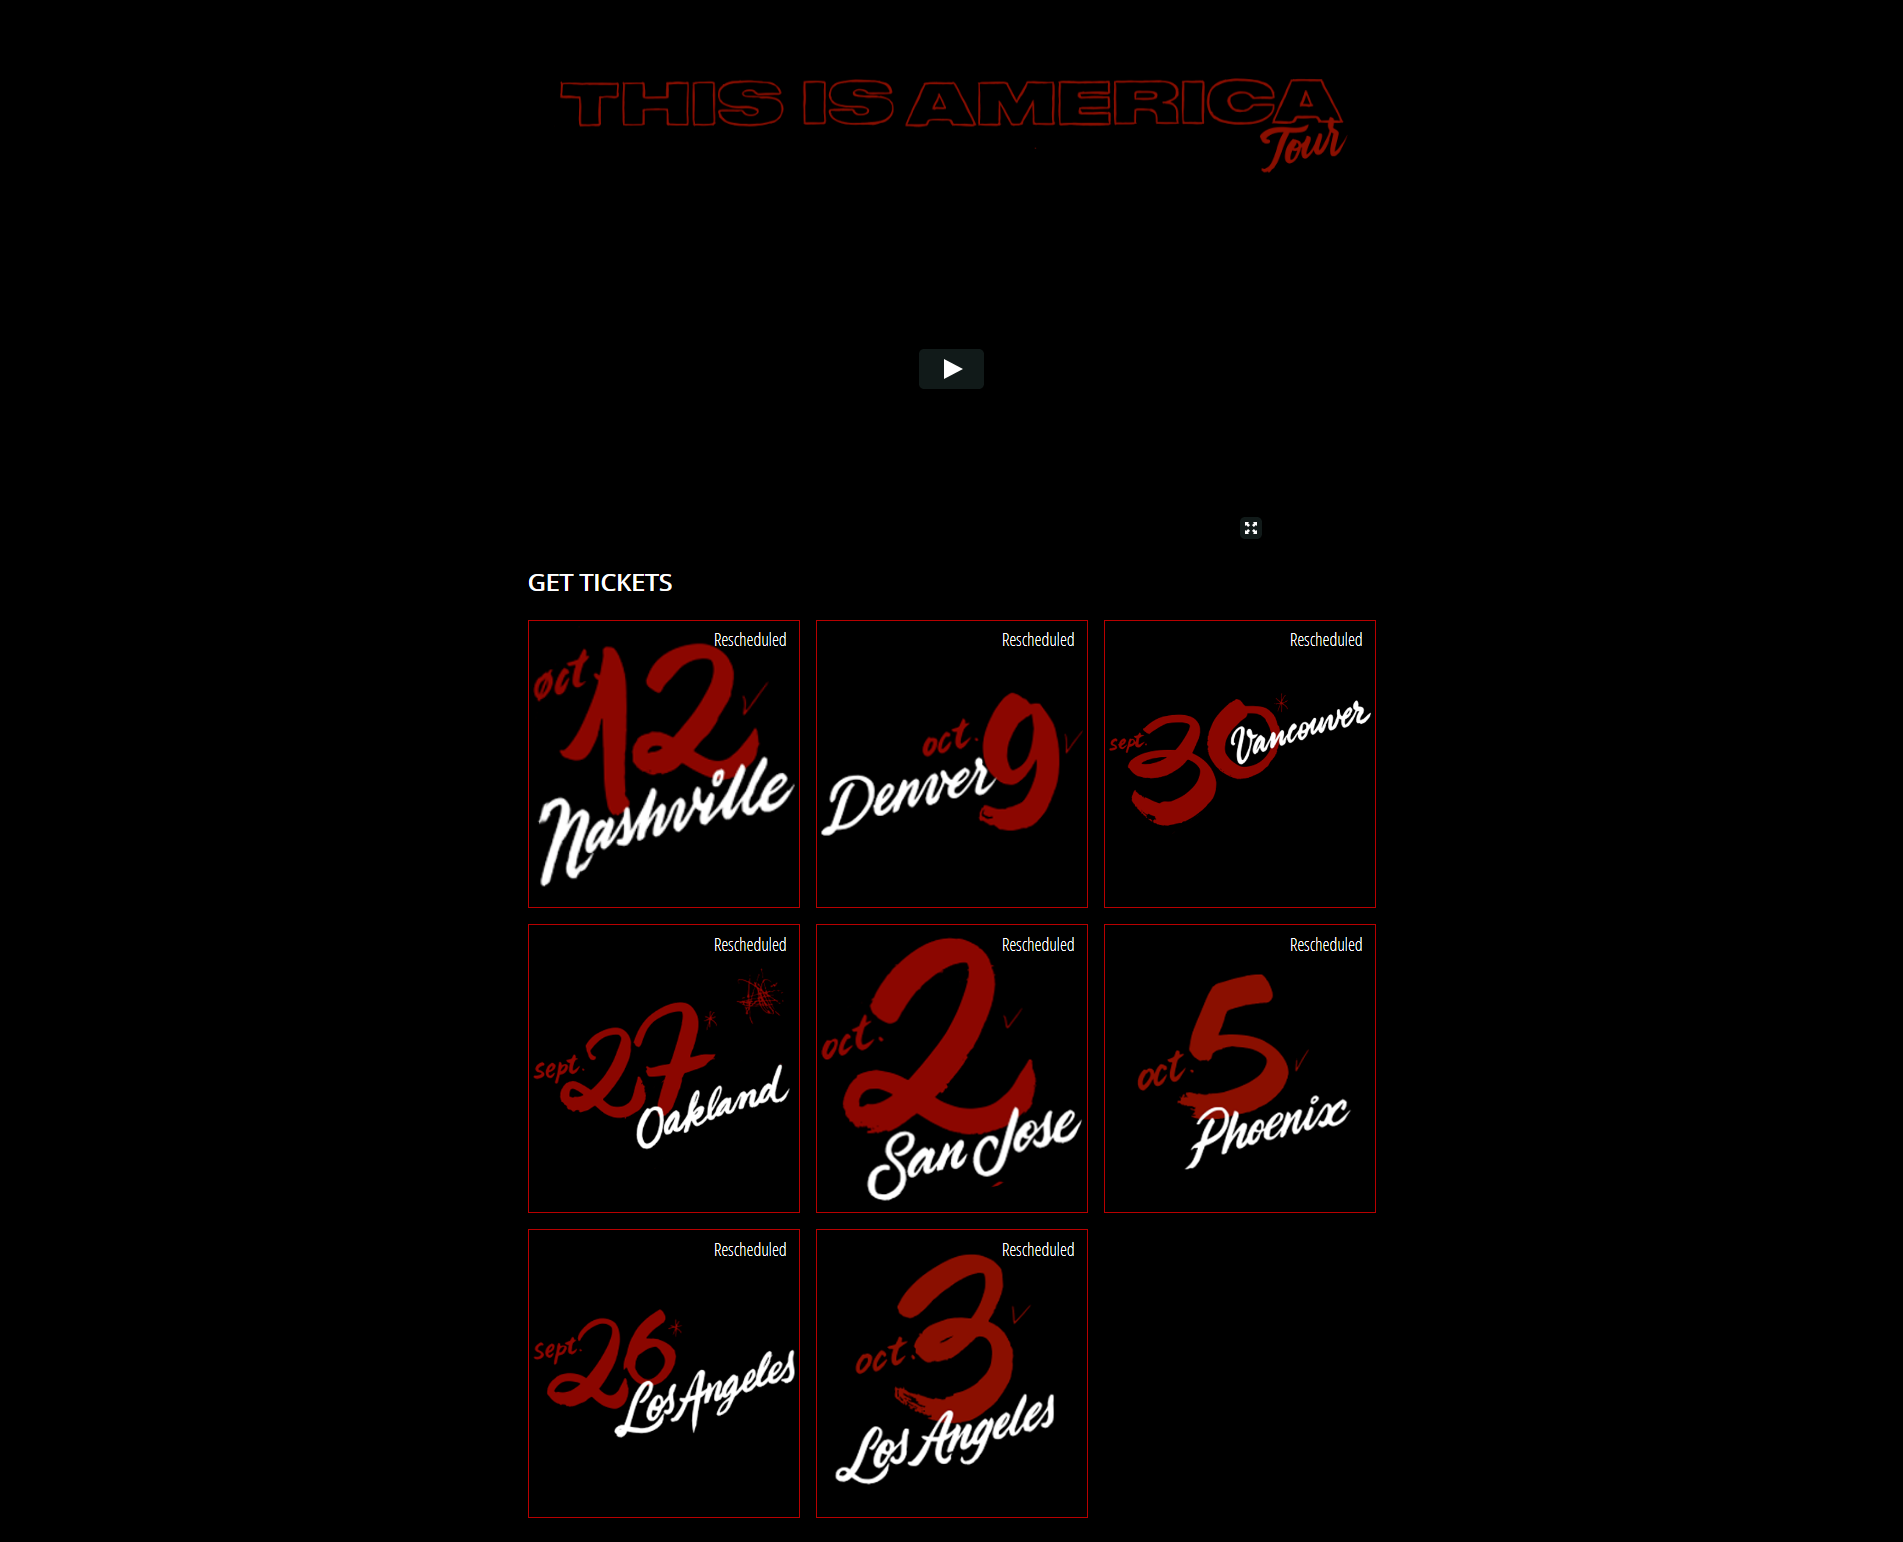 THIS IS AMERICA
Tour
GET TICKETS
Rescheduled
oct. 12
Nashville
Rescheduled
oct. 9
Denver
Rescheduled
sept. 30*
Vancouver
Rescheduled
sept. 27*
Oakland
Rescheduled
oct. 2
San Jose
Rescheduled
oct. 5
Phoenix
Rescheduled
sept. 26*
Los Angeles
Rescheduled
oct. 3
Los Angeles